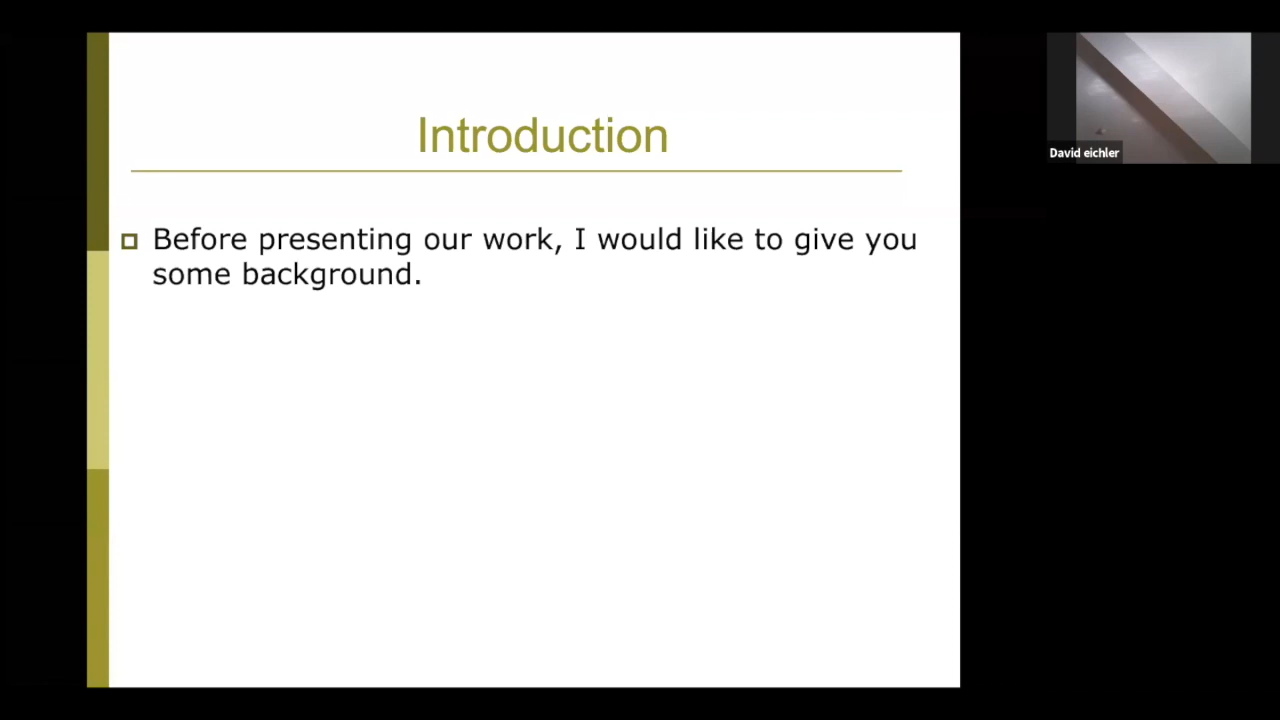 Introduction
Before presenting our work, I would like to give you
some background.
David eichler